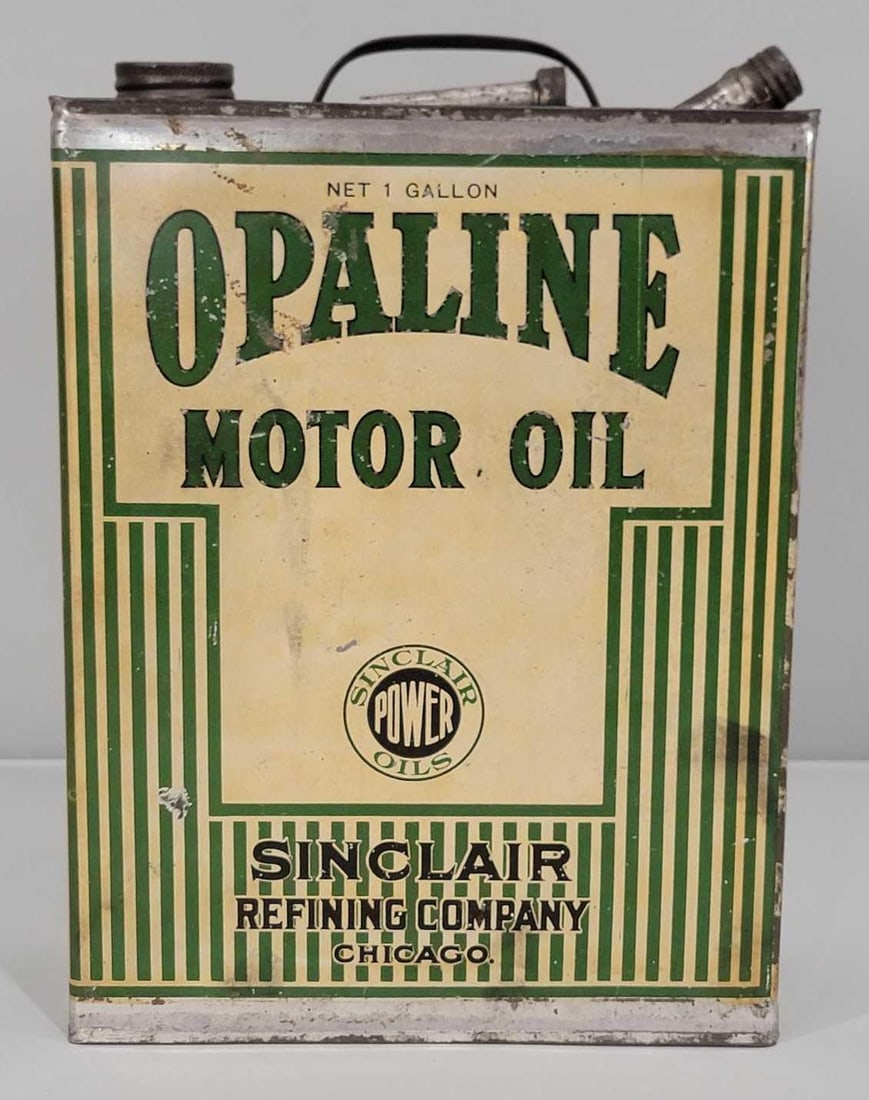 NET 1 GALLON
OPALINE
MOTOR OIL
SINCLAIR
POWER
OILS
SINCLAIR
REFINING COMPANY
CHICAGO.